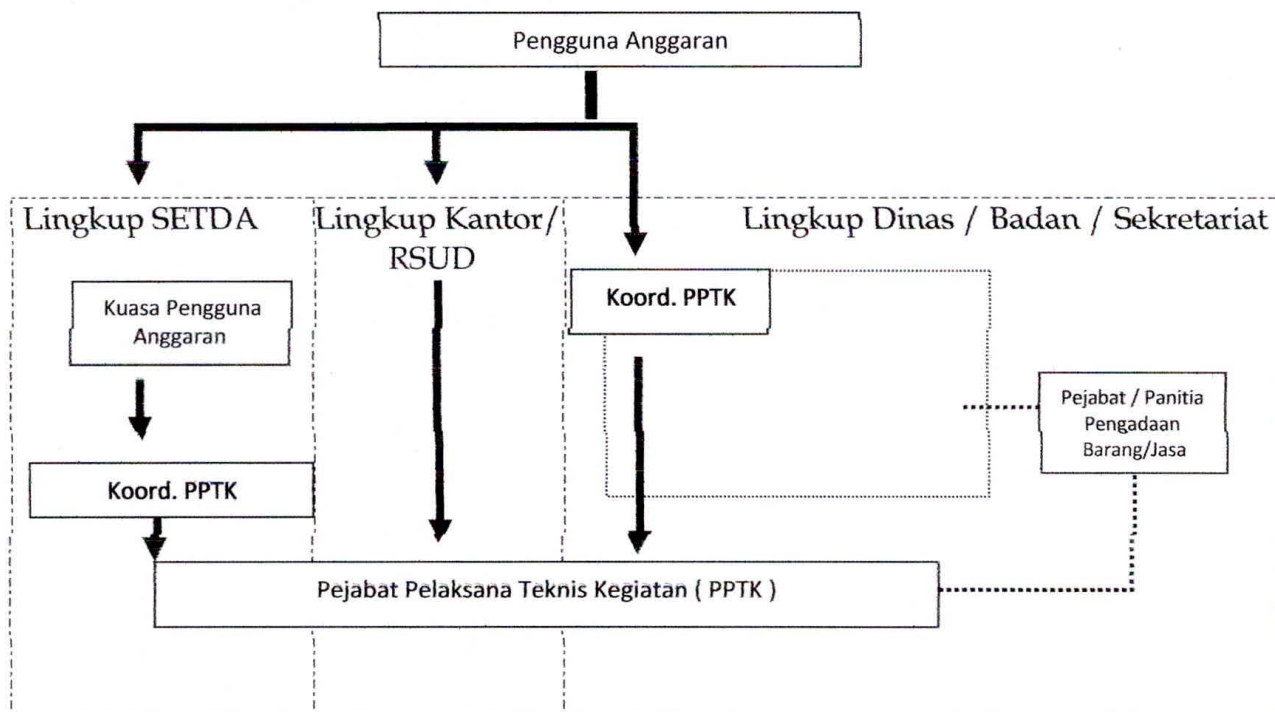 Pengguna Anggaran
Lingkup SETDA
Lingkup Kantor/
RSUD
Lingkup Dinas / Badan / Sekretariat
Kuasa Pengguna
Anggaran
Koord. PPTK
Koord. PPTK
Pejabat / Panitia
Pengadaan
Barang/Jasa
Pejabat Pelaksana Teknis Kegiatan ( PPTK )